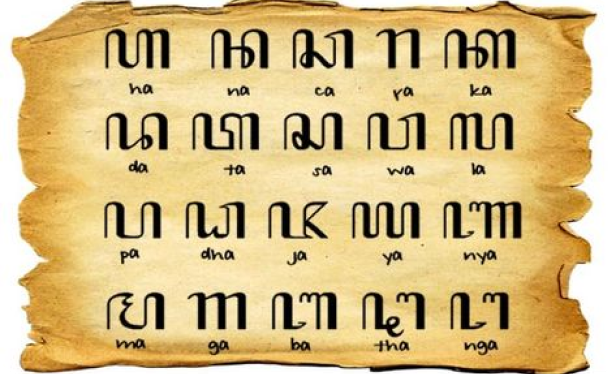 ꦲ ꦤ ꦕ ꦫ ꦏ
ha na ca ra ka
ꦢ ꦠ ꦱ ꦮ ꦭ
da ta sa wa la
ꦥ ꦝ ꦗ ꦪ ꦚ
pa dha ja ya nya
ꦩ ꦒ ꦧ ꦛ ꦔ
ma ga ba tha nga